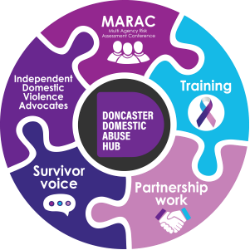 MARAC
Multi Agency Risk
Assessment Conference
Training
Partnership
work
Survivor
voice
Independent
Domestic
Violence
Advocates
DONCASTER
DOMESTIC
ABUSE
HUB